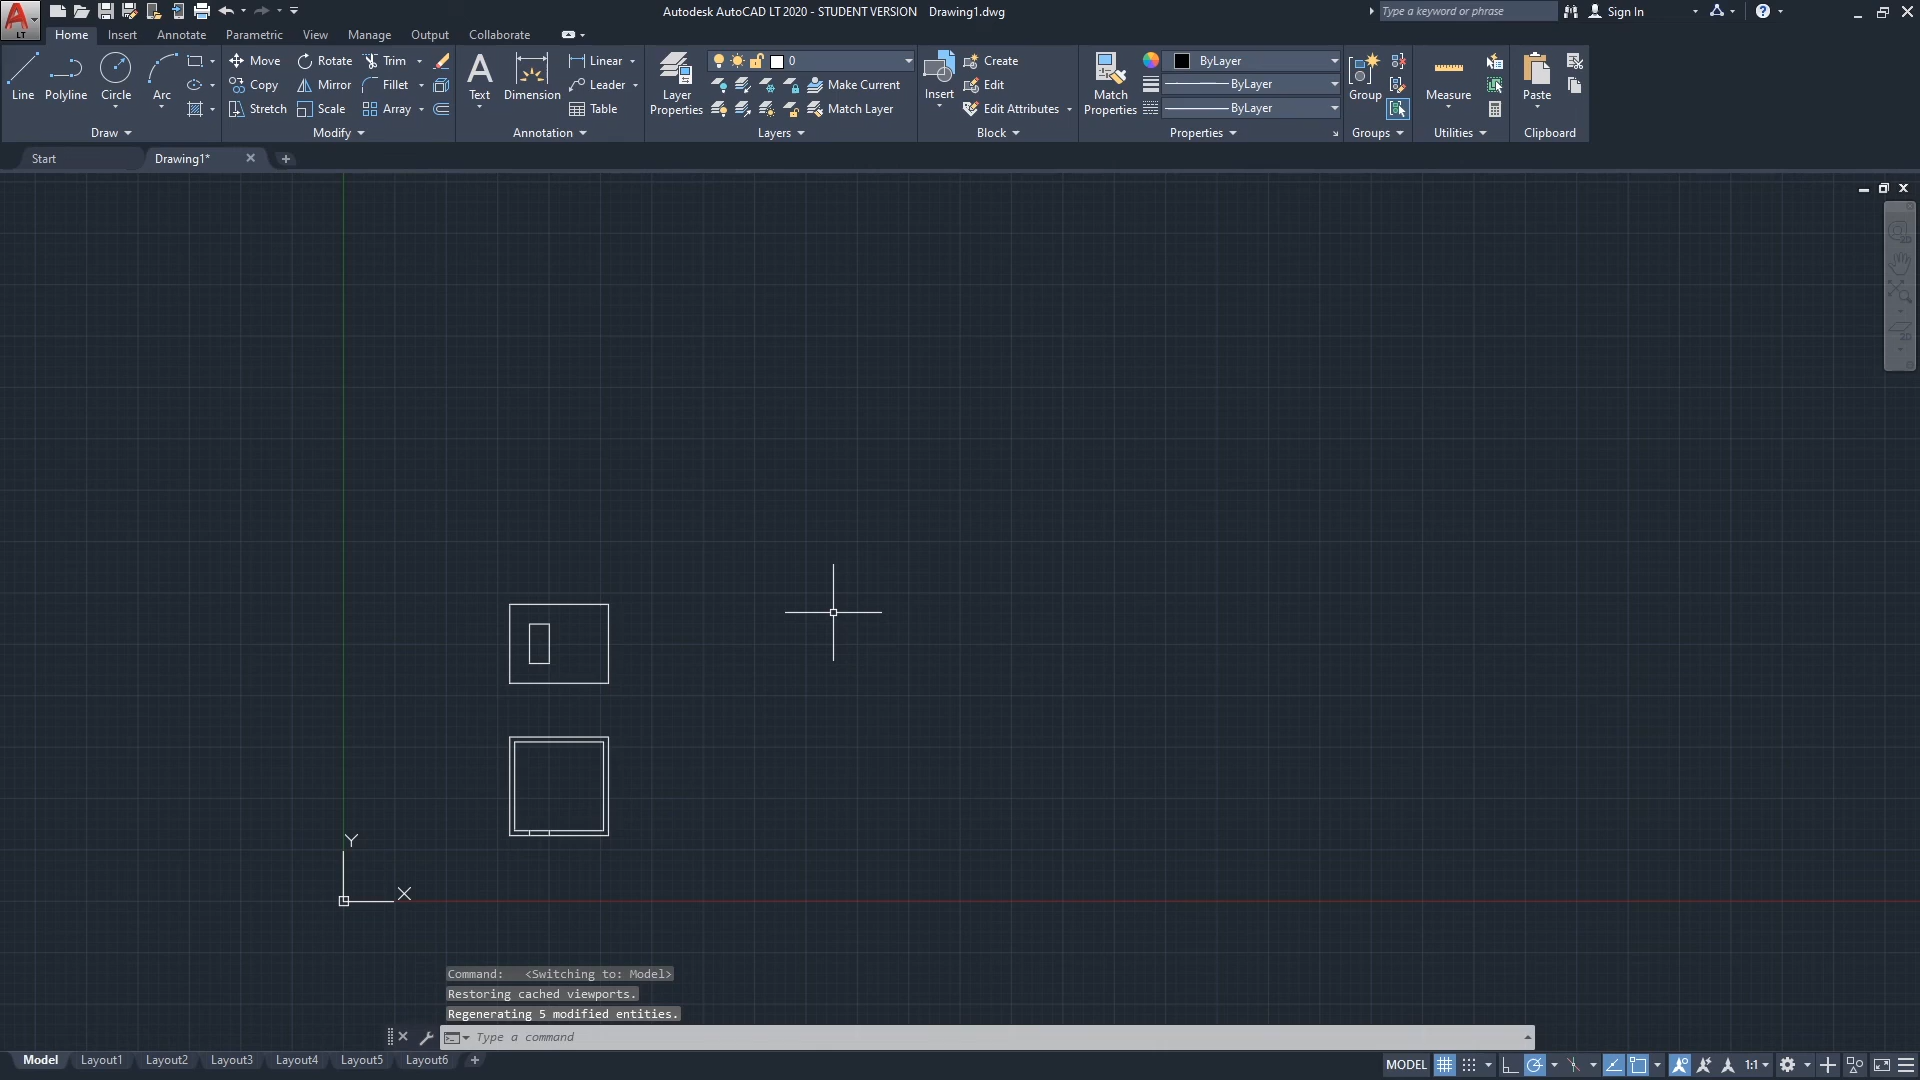 Autodesk AutoCAD LT 2020 - STUDENT VERSION Drawing1.dwg
Type a keyword or phrase
Sign In
LT
Home Insert Annotate Parametric View Manage Output Collaborate
Line Polyline Circle Arc
Draw
Move Rotate Trim
Copy Mirror Fillet
Stretch Scale Array
Modify
Text Dimension
Linear
Leader
Table
Annotation
Layer Properties
0
Make Current
Match Layer
Layers
Insert
Create
Edit
Edit Attributes
Block
Match Properties
ByLayer
ByLayer
ByLayer
Properties
Group
Groups
Measure
Utilities
Paste
Clipboard
Start Drawing1*
Y
X
Command: <Switching to: Model>
Restoring cached viewports.
Regenerating 5 modified entities.
Type a command
Model Layout1 Layout2 Layout3 Layout4 Layout5 Layout6
MODEL 1:1